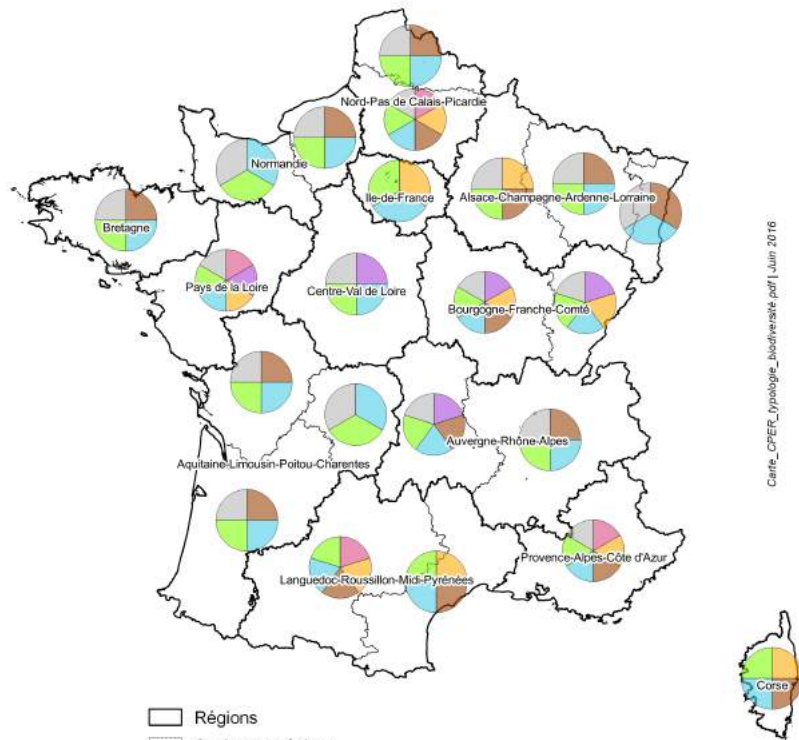 Nord-Pas de Calais-Picardie
Normandie
Ile-de-France
Alsace-Champagne-Ardenne-Lorraine
Bretagne
Pays de la Loire
Centre-Val de Loire
Bourgogne-Franche-Comté
Auvergne-Rhône-Alpes
Aquitaine-Limousin-Poitou-Charentes
Provence-Alpes-Côte d'Azur
Languedoc-Roussillon-Midi-Pyrénées
Corse
Carte_CPER_typologie_biodiversité.pdf | Juin 2016
Régions